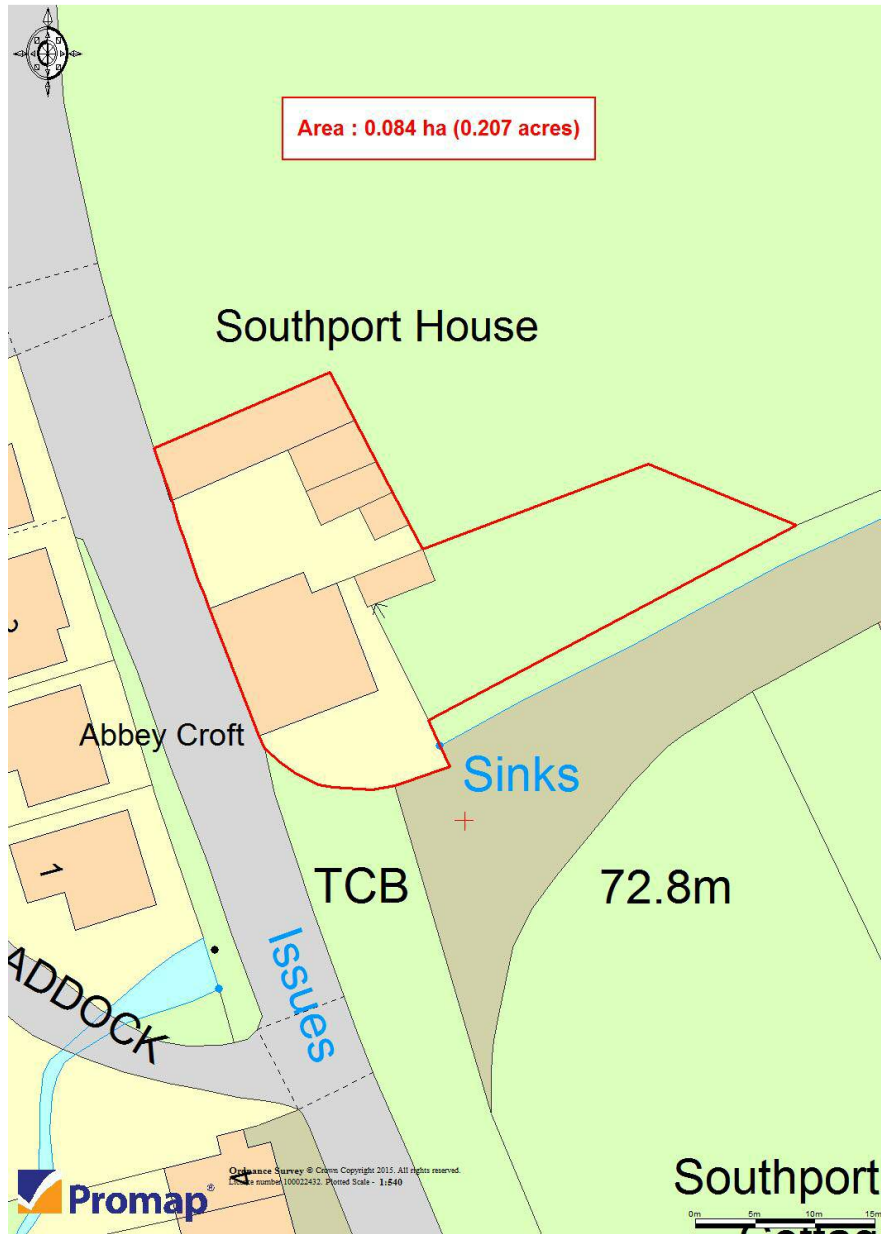 Area : 0.084 ha (0.207 acres)
Southport House
Abbey Croft
Sinks
1
TCB
72.8m
Issues
ADDOCK
Ordnance Survey © Crown Copyright 2015. All rights reserved.
Licence number 100022432. Plotted Scale - 1:540
Promap®
Southport
0m 5m 10m 15m